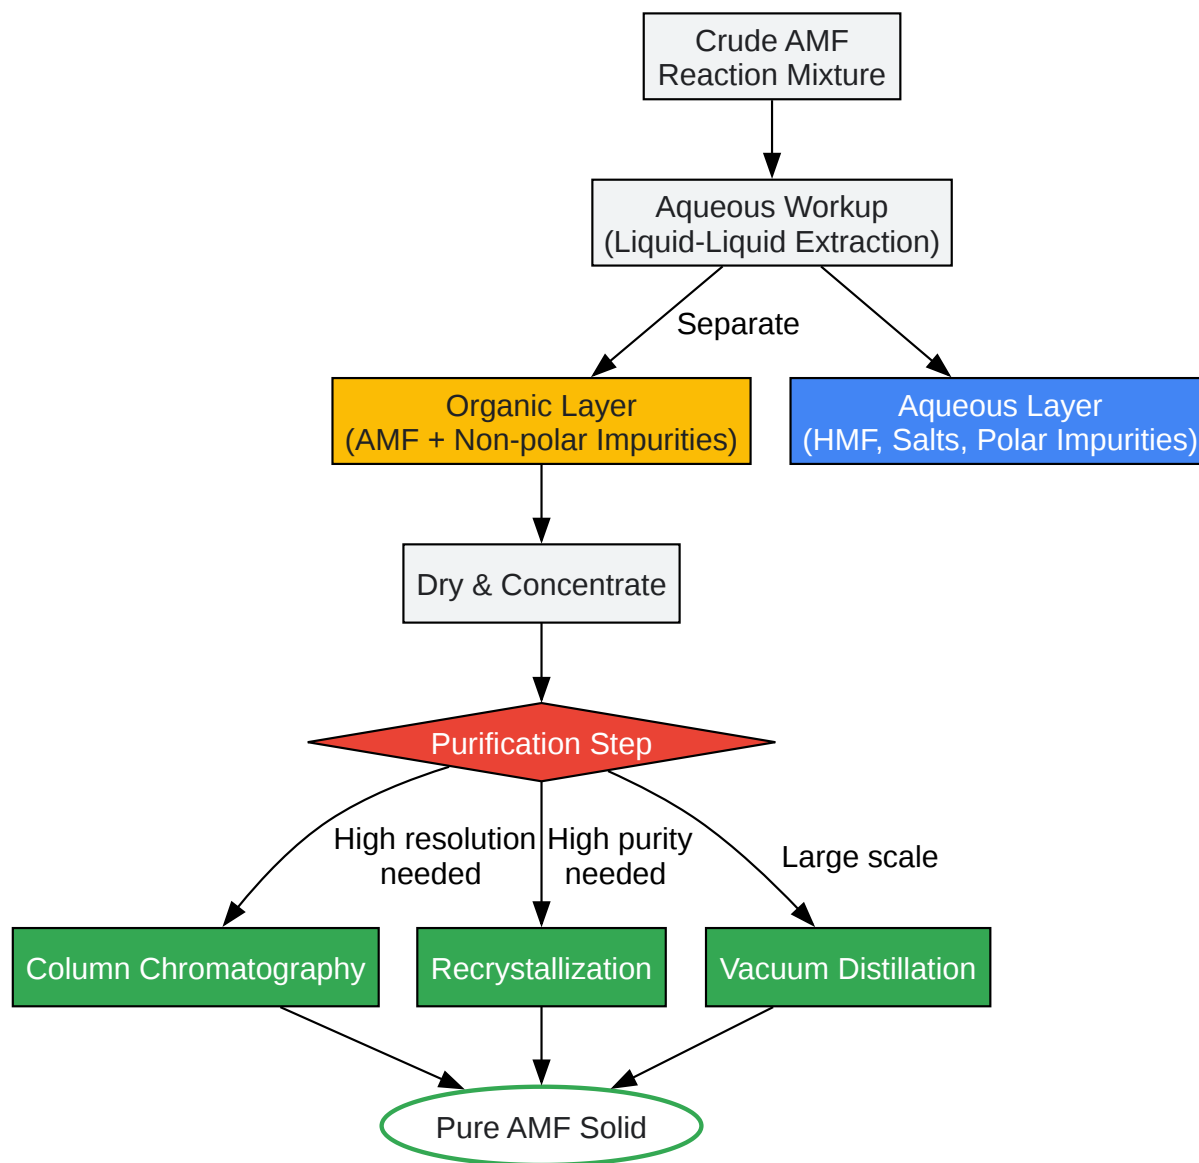 Crude AMF
Reaction Mixture
Aqueous Workup
(Liquid-Liquid Extraction)
Separate
Organic Layer
(AMF + Non-polar Impurities)
Aqueous Layer
(HMF, Salts, Polar Impurities)
Dry & Concentrate
Purification Step
High resolution
needed
High purity
needed
Large scale
Column Chromatography
Recrystallization
Vacuum Distillation
Pure AMF Solid